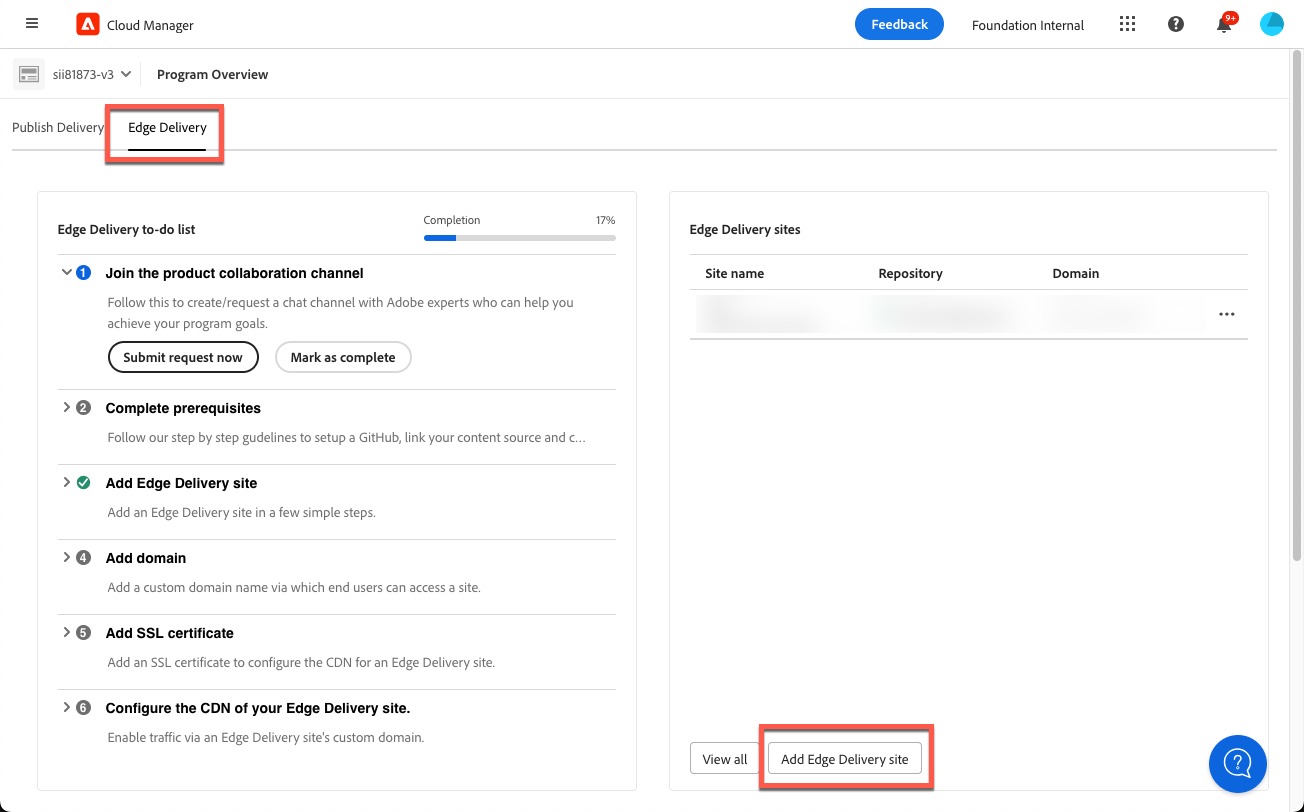 Cloud Manager
Feedback
Foundation Internal
9+
sii81873-v3
Program Overview
Publish Delivery
Edge Delivery
Edge Delivery to-do list
Completion
17%
1
Join the product collaboration channel
Follow this to create/request a chat channel with Adobe experts who can help you
achieve your program goals.
Submit request now
Mark as complete
2
Complete prerequisites
Follow our step by step gudelines to setup a GitHub, link your content source and c...
Add Edge Delivery site
Add an Edge Delivery site in a few simple steps.
4
Add domain
Add a custom domain name via which end users can access a site.
5
Add SSL certificate
Add an SSL certificate to configure the CDN for an Edge Delivery site.
6
Configure the CDN of your Edge Delivery site.
Enable traffic via an Edge Delivery site's custom domain.
Edge Delivery sites
Site name
Repository
Domain
View all
Add Edge Delivery site